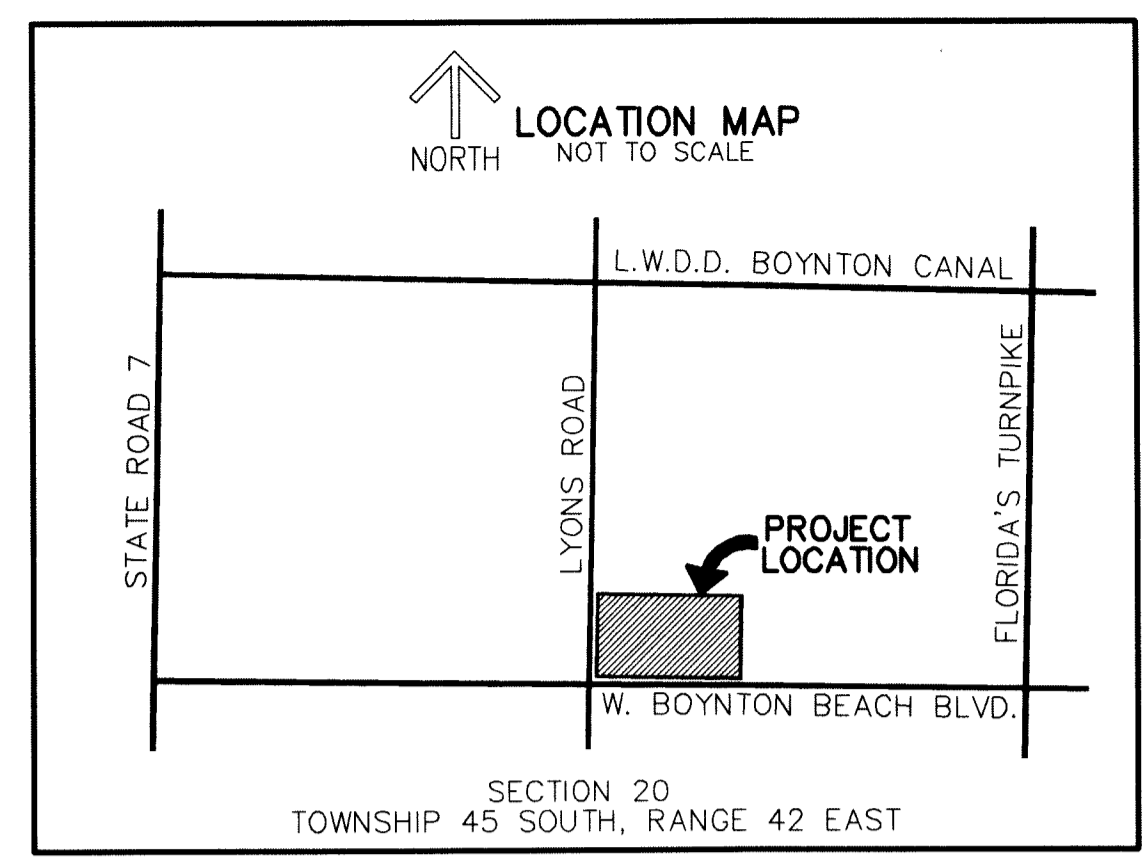 LOCATION MAP
NOT TO SCALE
NORTH
L.W.D.D. BOYNTON CANAL
STATE ROAD 7
LYONS ROAD
FLORIDA'S TURNPIKE
PROJECT
LOCATION
W. BOYNTON BEACH BLVD.
SECTION 20
TOWNSHIP 45 SOUTH, RANGE 42 EAST